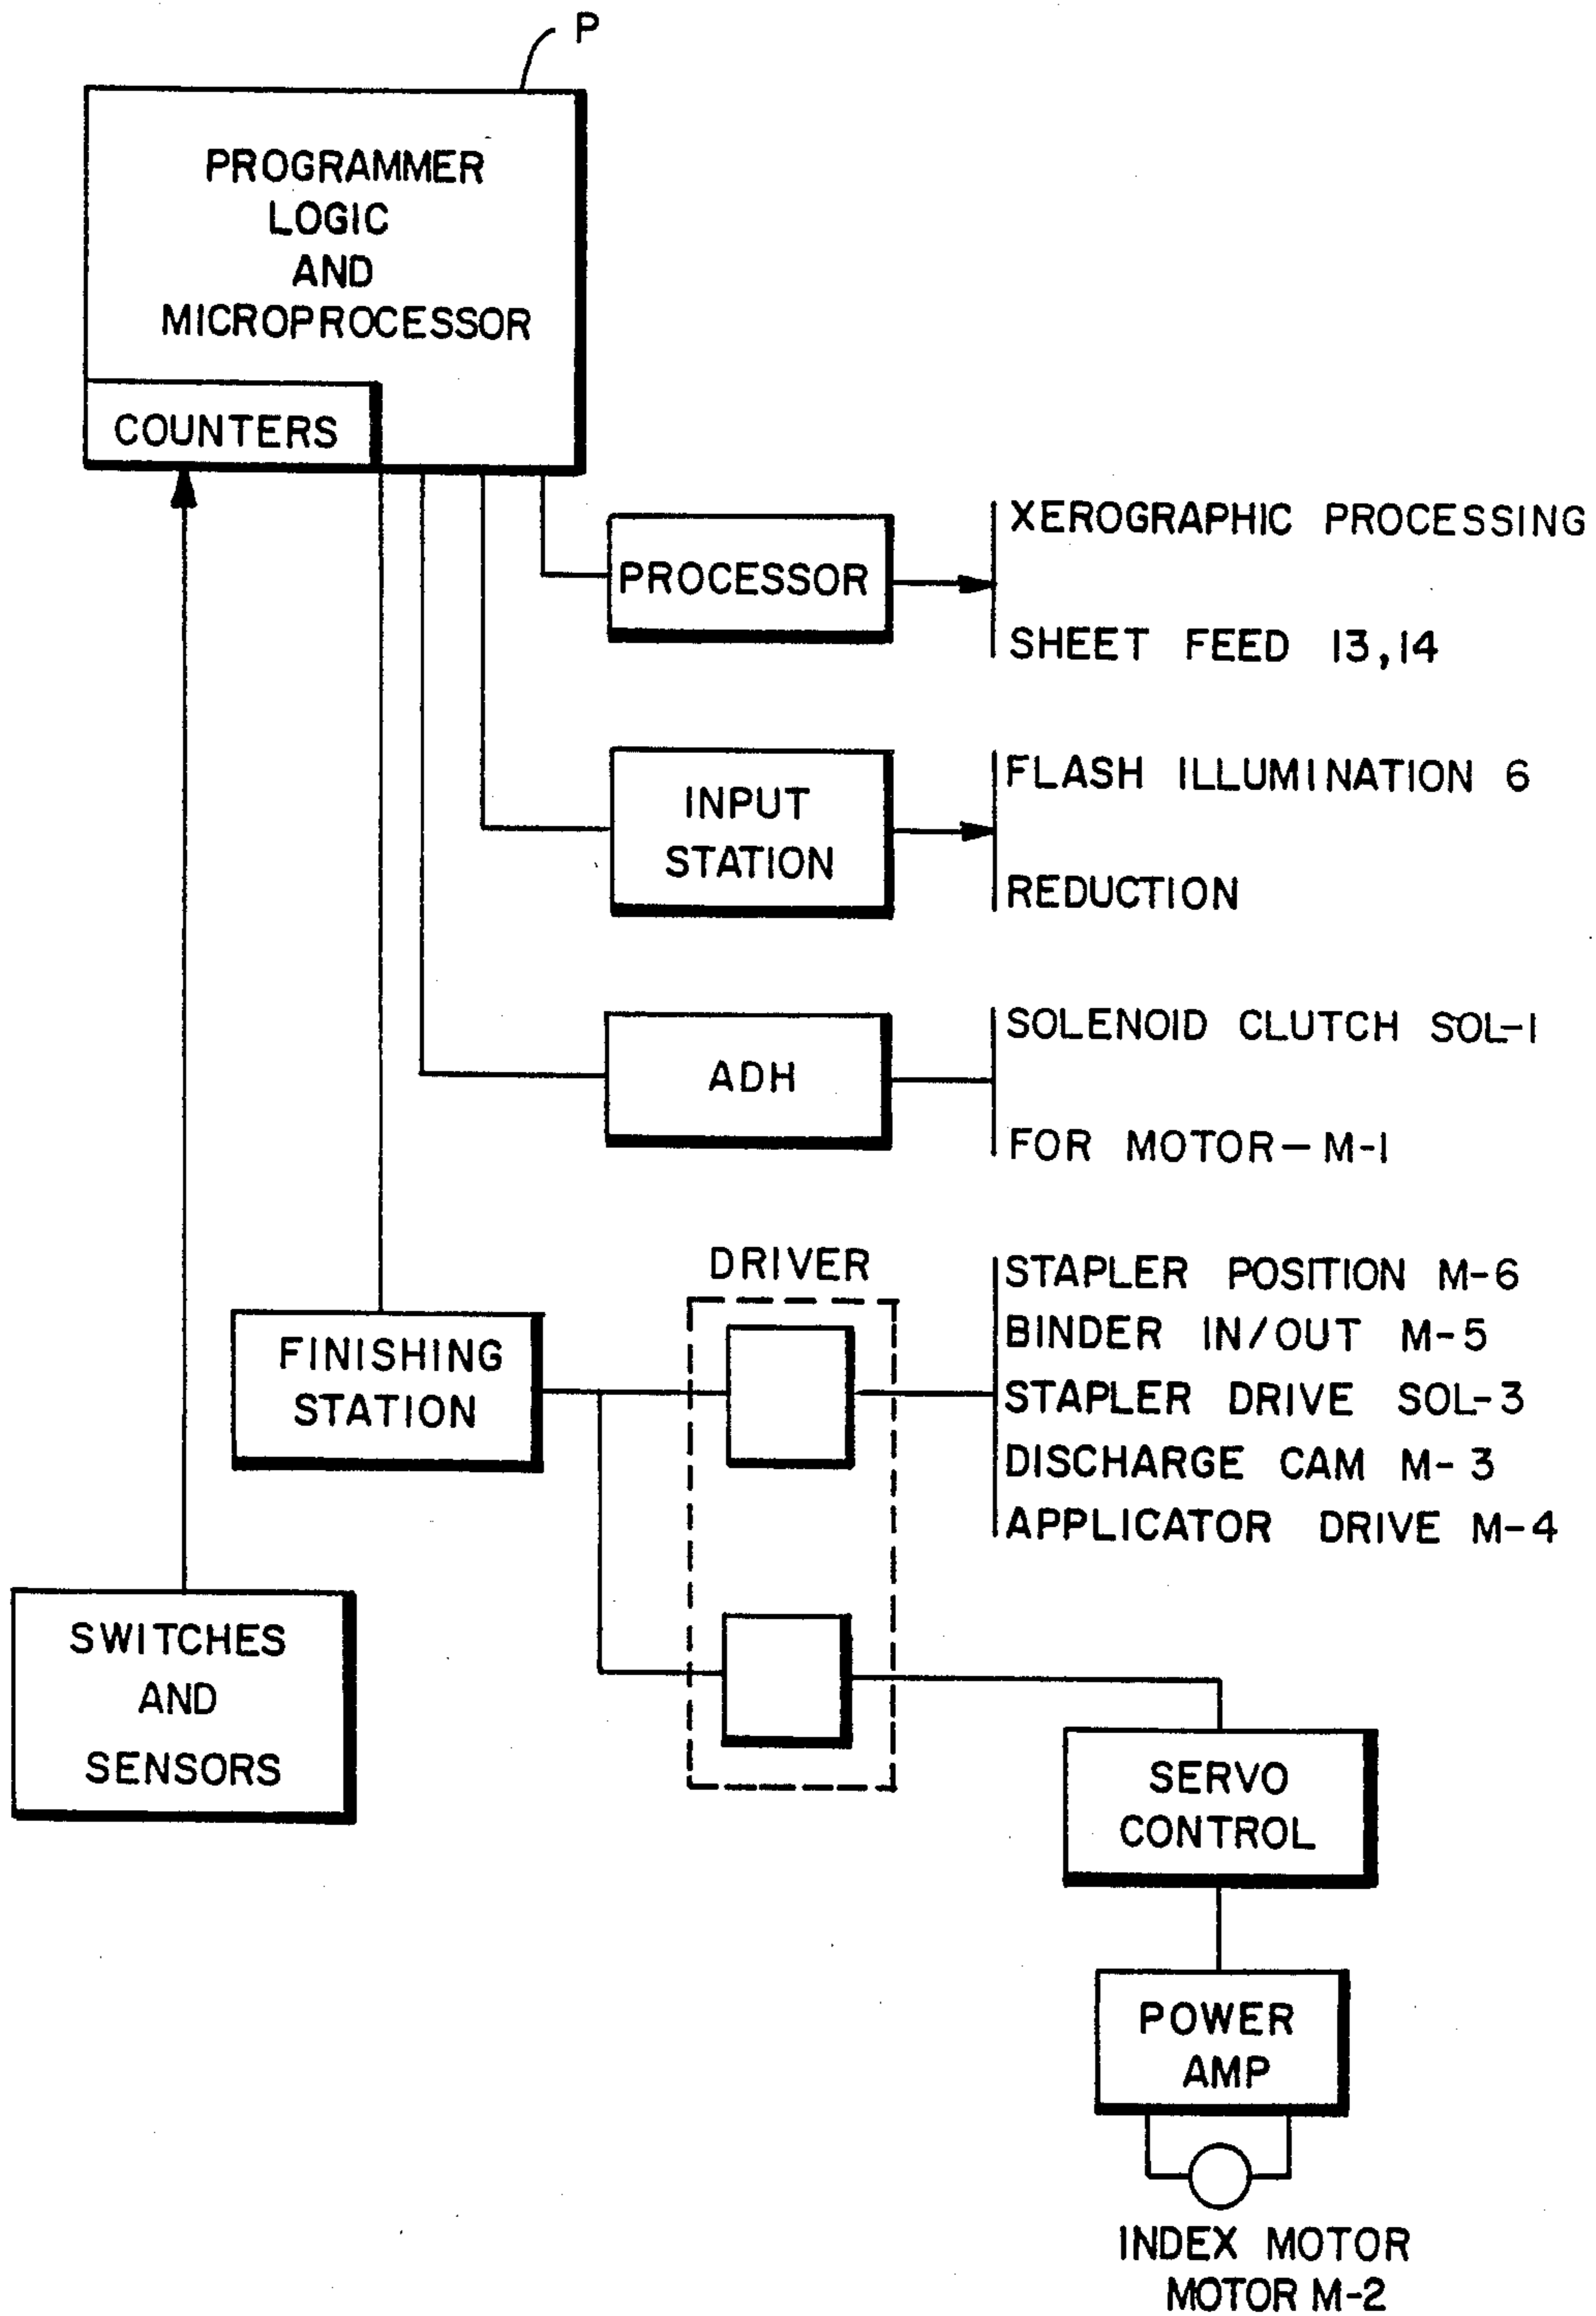 P
PROGRAMMER
LOGIC
AND
MICROPROCESSOR
COUNTERS
PROCESSOR
XEROGRAPHIC PROCESSING
SHEET FEED 13,14
INPUT
STATION
FLASH ILLUMINATION 6
REDUCTION
ADH
SOLENOID CLUTCH SOL-1
FOR MOTOR-M-1
DRIVER
FINISHING
STATION
STAPLER POSITION M-6
BINDER IN/OUT M-5
STAPLER DRIVE SOL-3
DISCHARGE CAM M-3
APPLICATOR DRIVE M-4
SWITCHES
AND
SENSORS
SERVO
CONTROL
POWER
AMP
INDEX MOTOR
MOTOR M-2